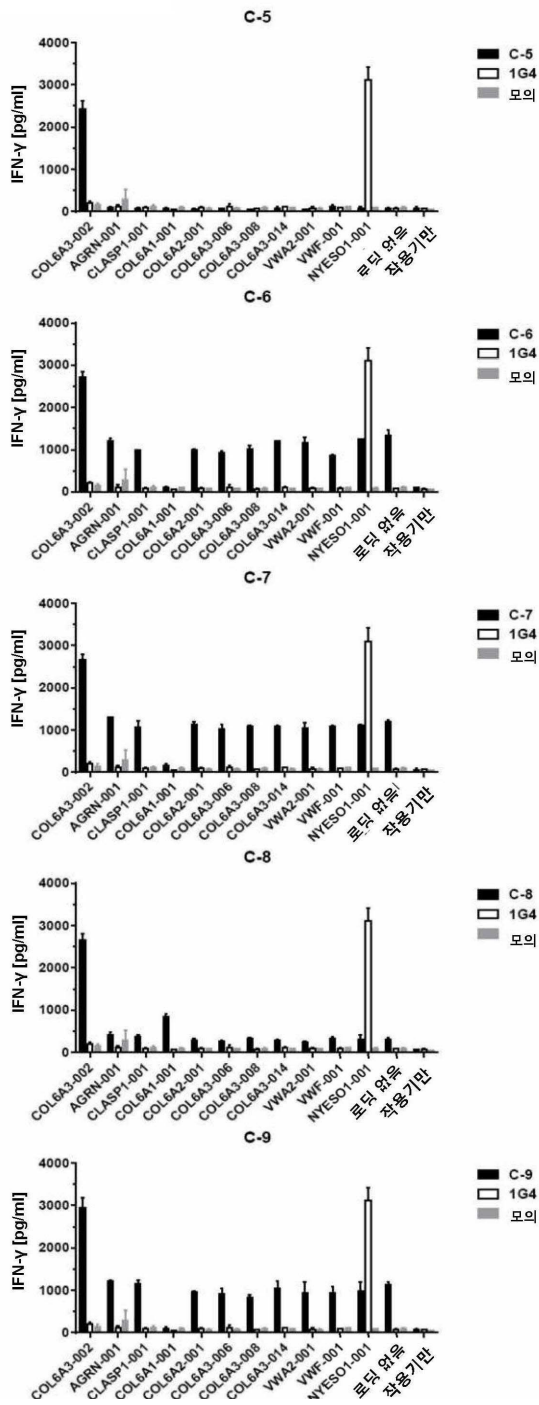 C-5
4000
3000
2000
1000
0
IFN-γ [pg/ml]
C-5
1G4
모의
COL6A3-002
AGRN-001
CLASP1-001
COL6A1-001
COL6A2-001
COL6A3-006
COL6A3-008
COL6A3-014
VWA2-001
VWF-001
NYESO1-001
로딩 없음
작용기만
C-6
4000
3000
2000
1000
0
IFN-γ [pg/ml]
C-6
1G4
모의
COL6A3-002
AGRN-001
CLASP1-001
COL6A1-001
COL6A2-001
COL6A3-006
COL6A3-008
COL6A3-014
VWA2-001
VWF-001
NYESO1-001
로딩 없음
작용기만
C-7
4000
3000
2000
1000
0
IFN-γ [pg/ml]
C-7
1G4
모의
COL6A3-002
AGRN-001
CLASP1-001
COL6A1-001
COL6A2-001
COL6A3-006
COL6A3-008
COL6A3-014
VWA2-001
VWF-001
NYESO1-001
로딩 없음
작용기만
C-8
4000
3000
2000
1000
0
IFN-γ [pg/ml]
C-8
1G4
모의
COL6A3-002
AGRN-001
CLASP1-001
COL6A1-001
COL6A2-001
COL6A3-006
COL6A3-008
COL6A3-014
VWA2-001
VWF-001
NYESO1-001
로딩 없음
작용기만
C-9
4000
3000
2000
1000
0
IFN-γ [pg/ml]
C-9
1G4
모의
COL6A3-002
AGRN-001
CLASP1-001
COL6A1-001
COL6A2-001
COL6A3-006
COL6A3-008
COL6A3-014
VWA2-001
VWF-001
NYESO1-001
로딩 없음
작용기만